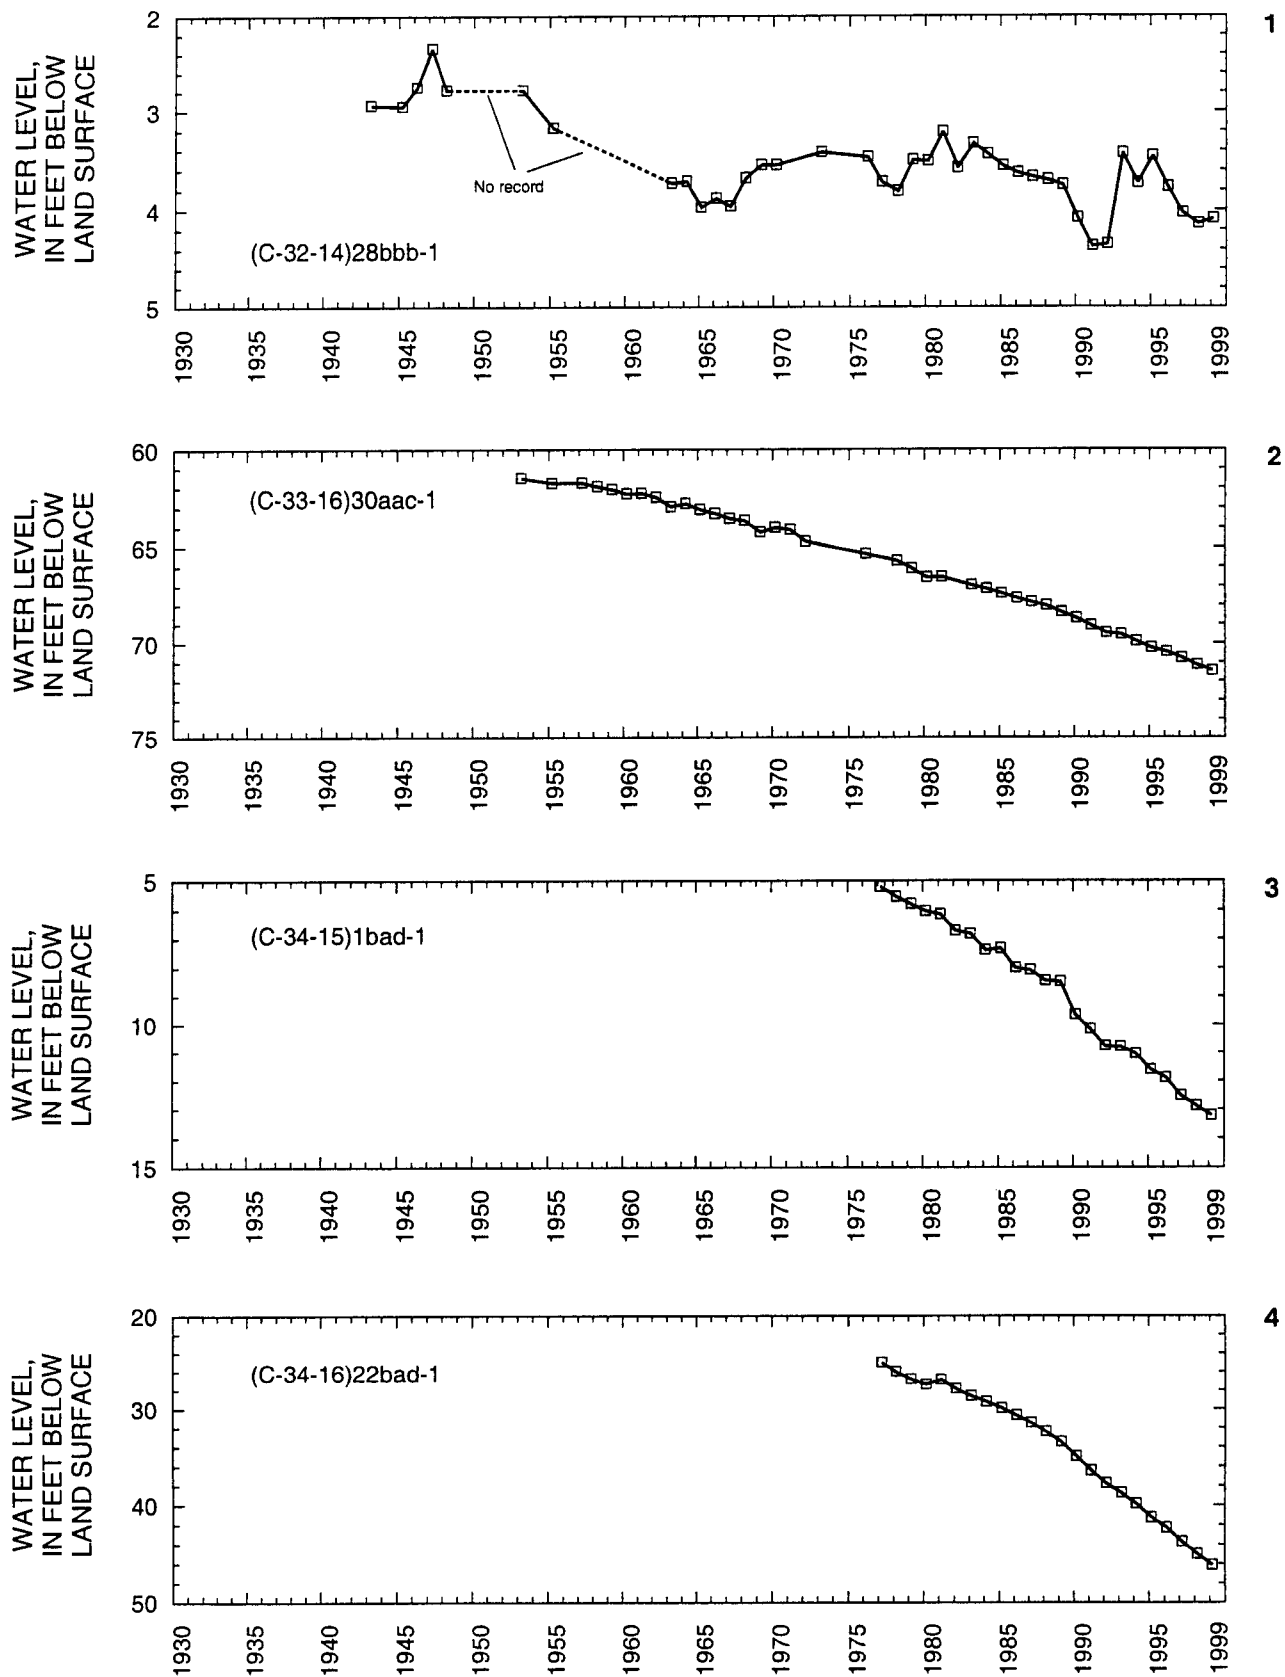 1
WATER LEVEL,
IN FEET BELOW
LAND SURFACE
2
3
4
5
No record
(C-32-14)28bbb-1
1930 1935 1940 1945 1950 1955 1960 1965 1970 1975 1980 1985 1990 1995 1999
2
WATER LEVEL,
IN FEET BELOW
LAND SURFACE
60
65
70
75
(C-33-16)30aac-1
1930 1935 1940 1945 1950 1955 1960 1965 1970 1975 1980 1985 1990 1995 1999
3
WATER LEVEL,
IN FEET BELOW
LAND SURFACE
5
10
15
(C-34-15)1bad-1
1930 1935 1940 1945 1950 1955 1960 1965 1970 1975 1980 1985 1990 1995 1999
4
WATER LEVEL,
IN FEET BELOW
LAND SURFACE
20
30
40
50
(C-34-16)22bad-1
1930 1935 1940 1945 1950 1955 1960 1965 1970 1975 1980 1985 1990 1995 1999